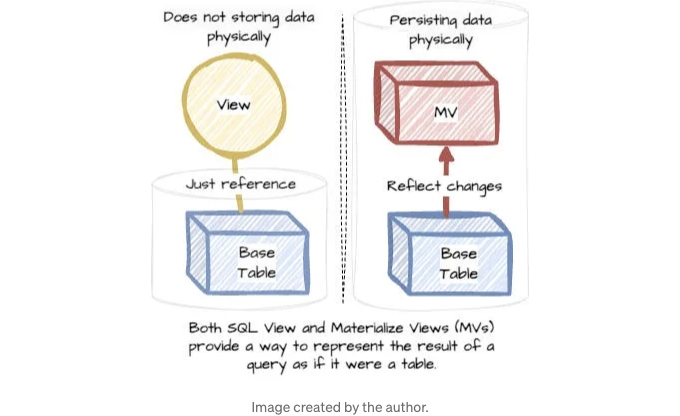 Does not storing data
physically
View
Just reference
Base
Table
Persisting data
physically
MV
Reflect changes
Base
Table
Both SQL View and Materialize Views (MVs)
provide a way to represent the result of a
query as if it were a table.
Image created by the author.